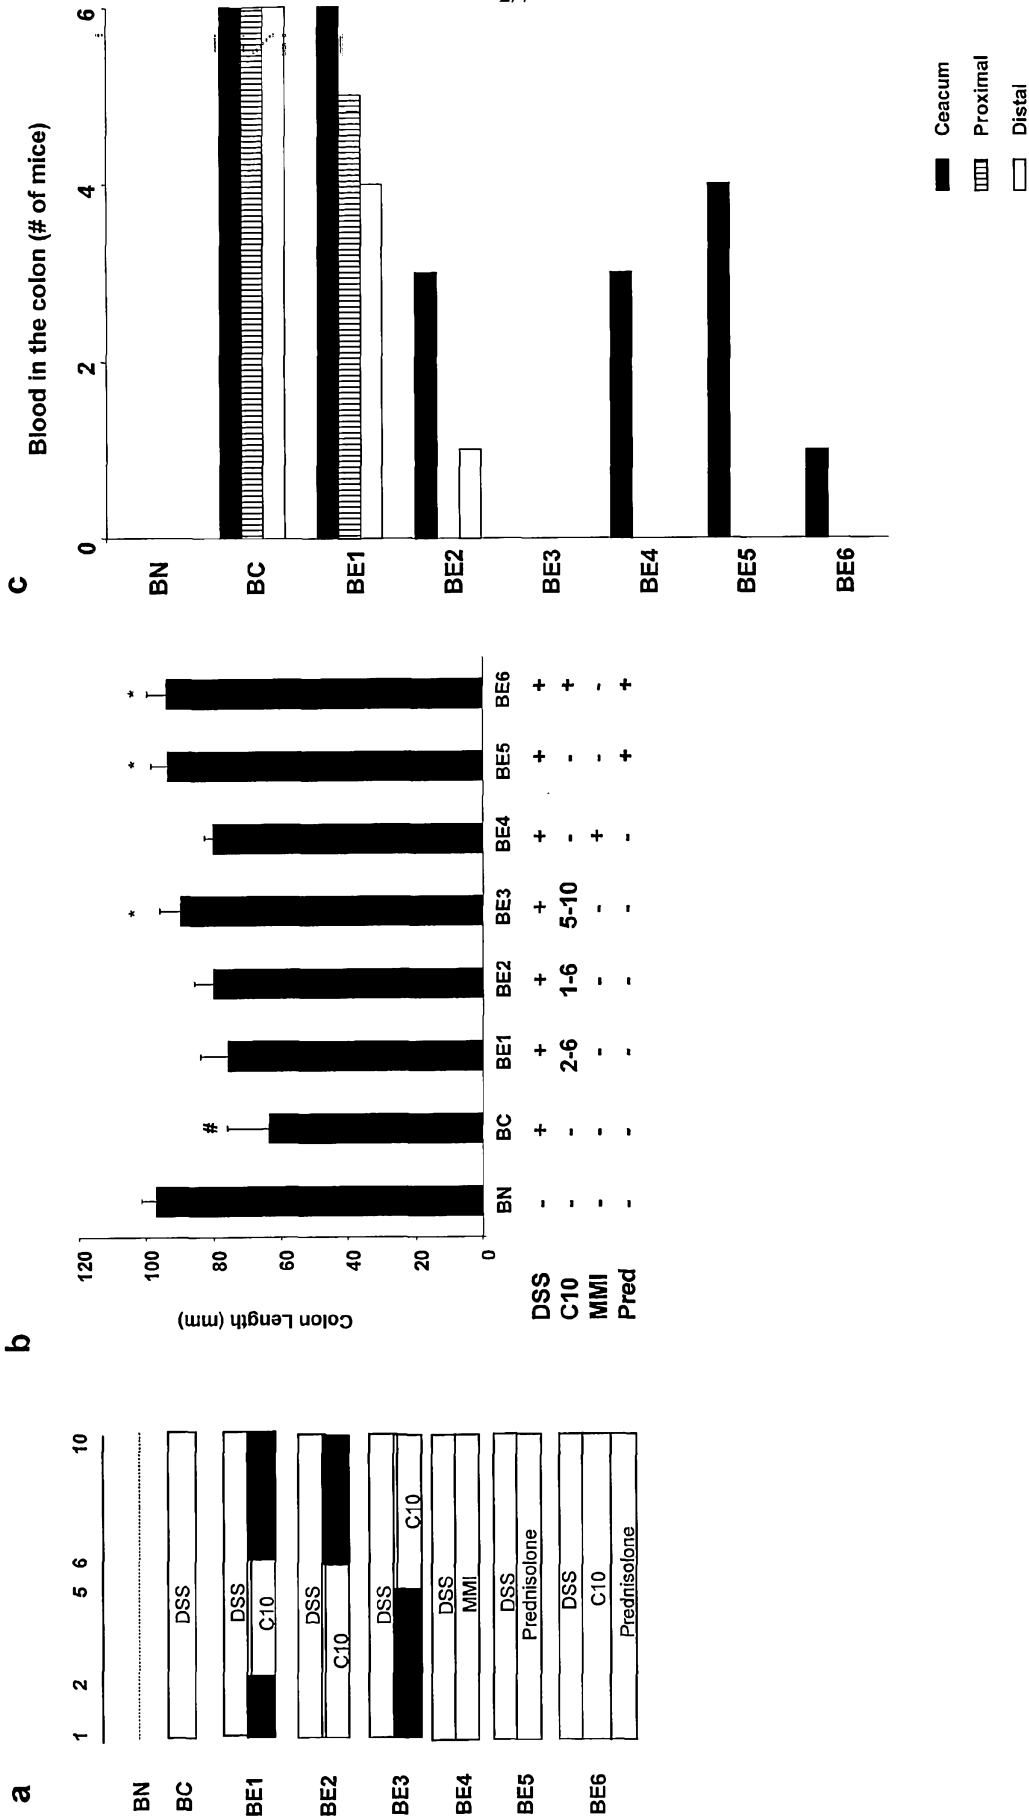 a
1 2 5 6 10
BN
BC DSS
BE1 DSS
C10
BE2 DSS
C10
BE3 DSS
C10
BE4 DSS
MMI
BE5 DSS
Prednisolone
BE6 DSS
C10
Prednisolone
b
Colon Length (mm)
120
100
80
60
40
20
0
# * * *
BN BC BE1 BE2 BE3 BE4 BE5 BE6
DSS - + + + + + + +
C10 - - 2-6 1-6 5-10 - - +
MMI - - - - - + - -
Pred - - - - - - + +
c
Blood in the colon (# of mice)
0 2 4 6
BN
BC
BE1
BE2
BE3
BE4
BE5
BE6
Ceacum
Proximal
Distal